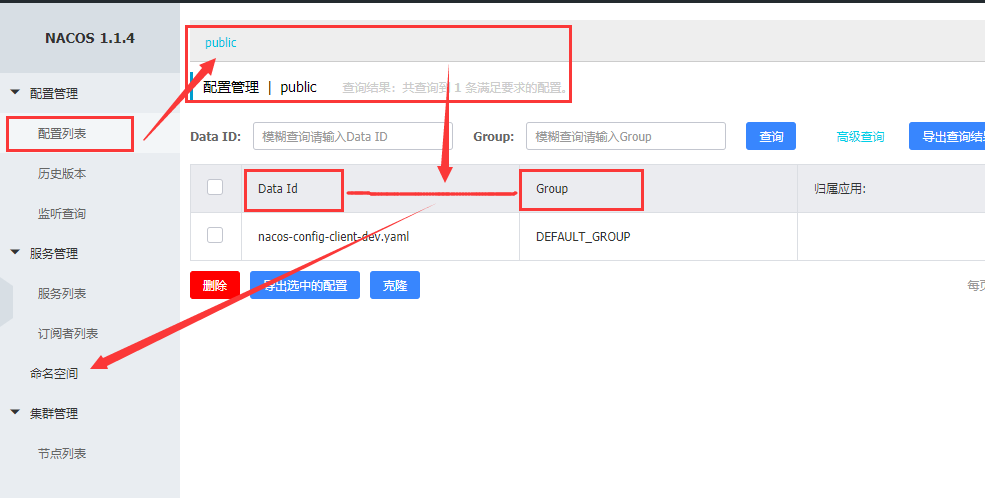 NACOS 1.1.4
配置管理
配置列表
历史版本
监听查询
服务管理
服务列表
订阅者列表
命名空间
集群管理
节点列表
public
配置管理 | public 查询结果：共查询到 1 条满足要求的配置。
Data ID: 模糊查询请输入Data ID Group: 模糊查询请输入Group 查询 高级查询 导出查询结
Data Id Group 归属应用:
nacos-config-client-dev.yaml DEFAULT_GROUP
删除 导出选中的配置 克隆 每